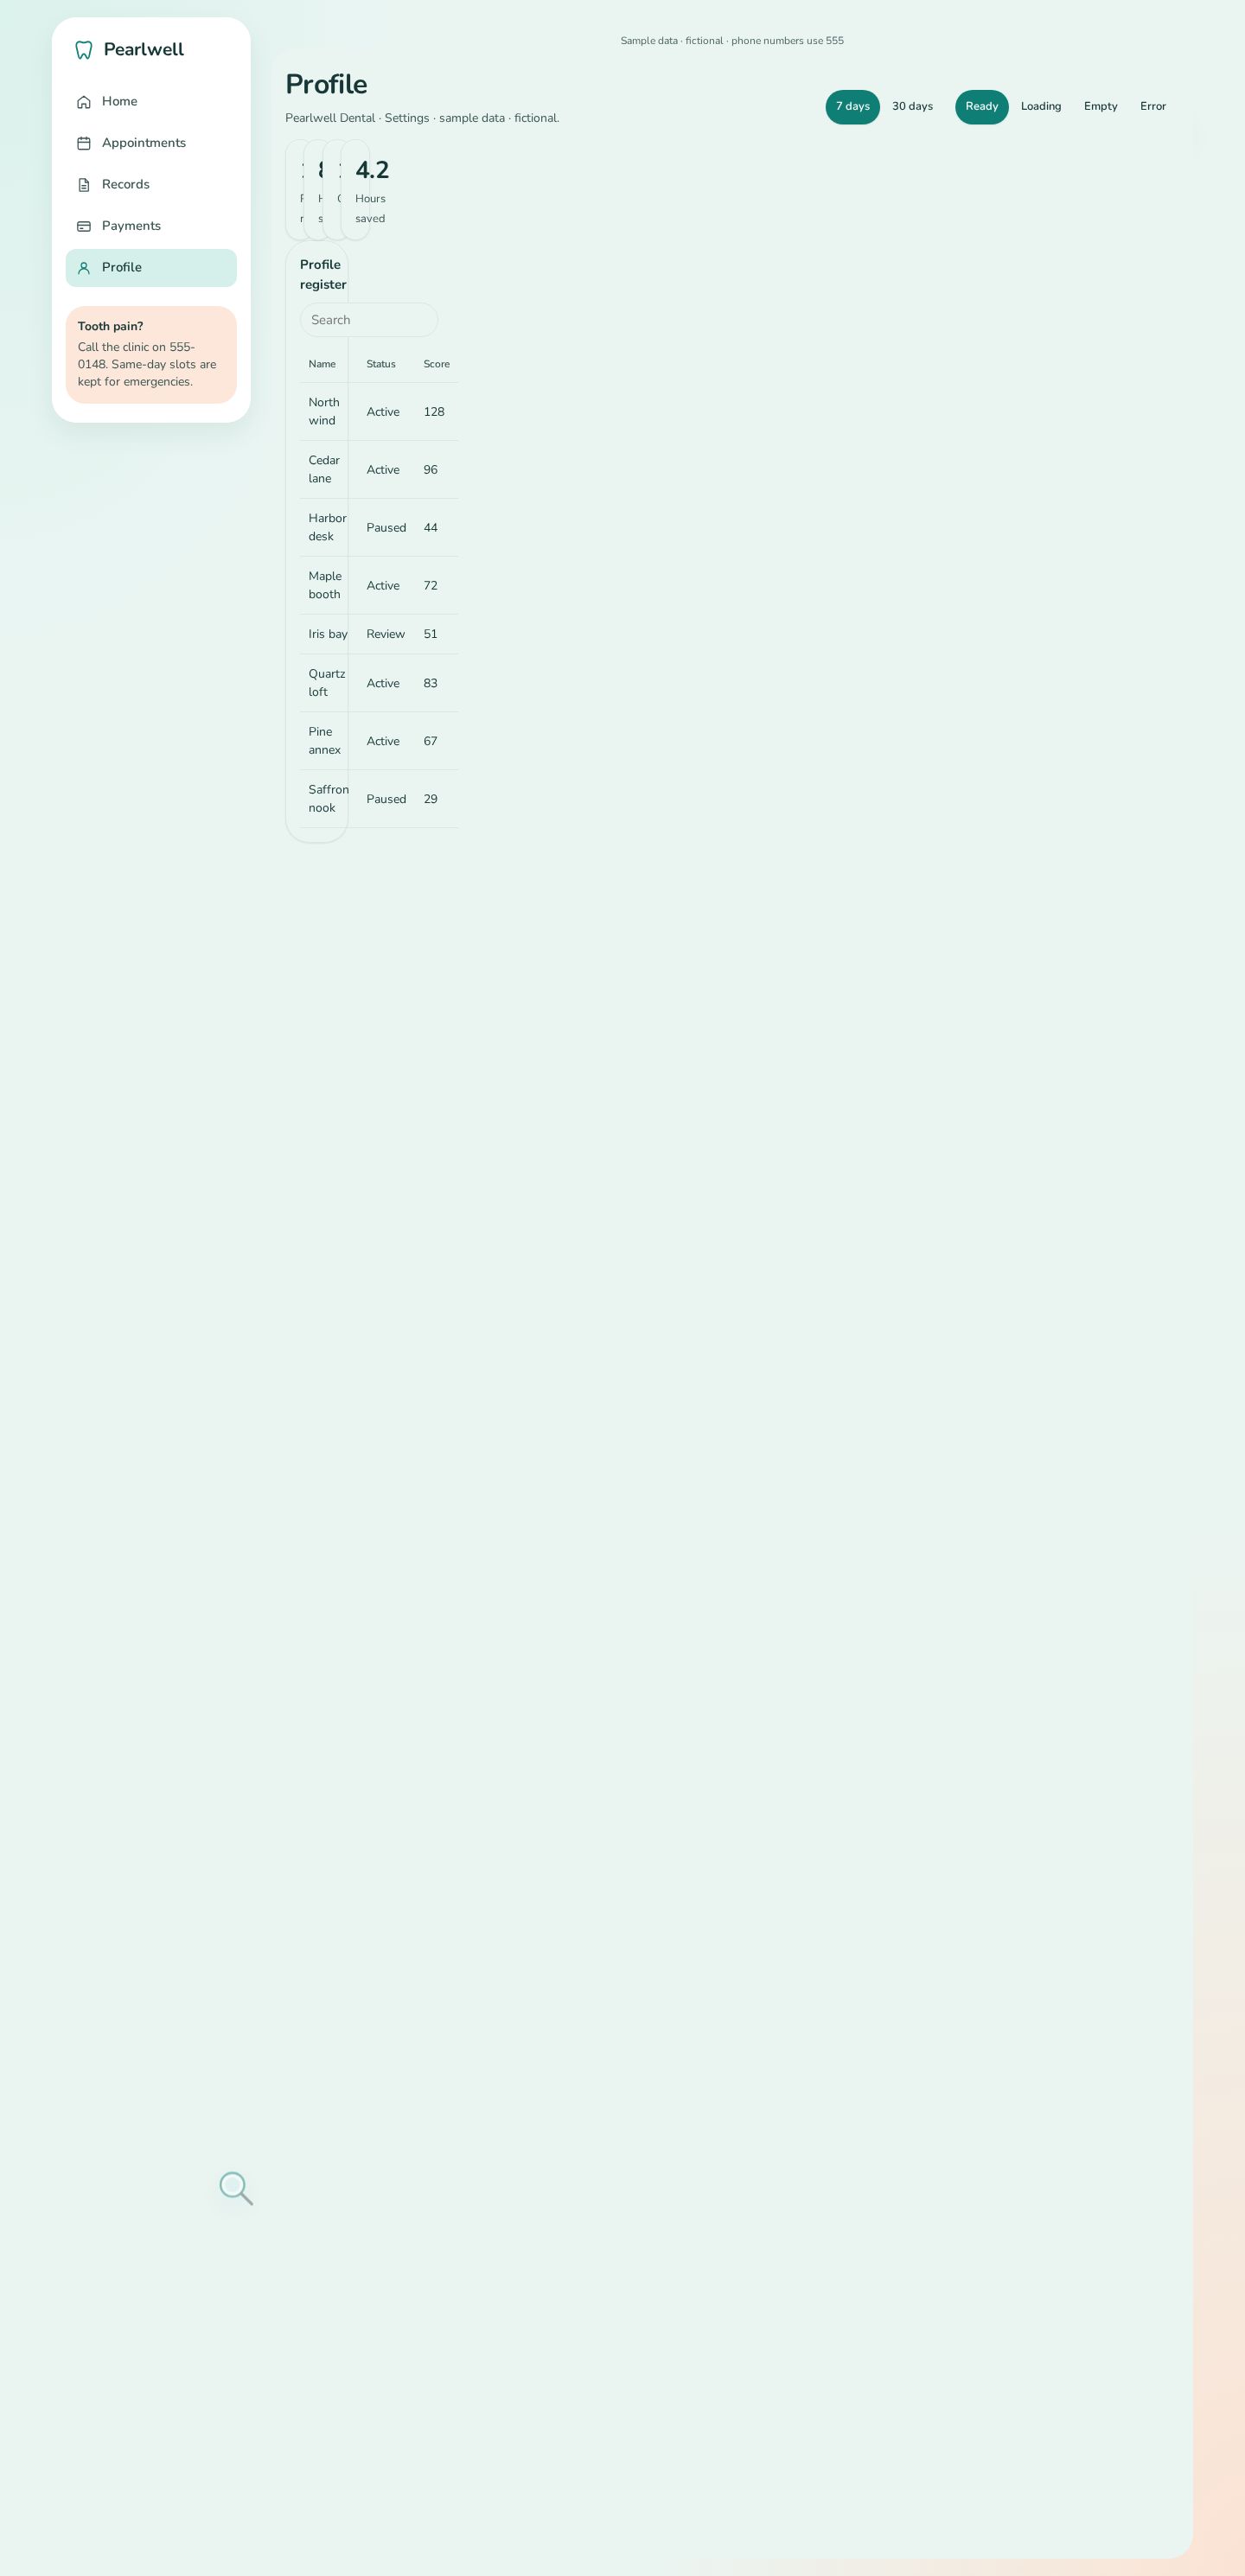 Pearlwell
Home
Appointments
Records
Payments
Profile
Tooth pain?
Call the clinic on 555-
0148. Same-day slots are
kept for emergencies.
Sample data · fictional · phone numbers use 555
Profile
Pearlwell Dental · Settings · sample data · fictional.
7 days 30 days Ready Loading Empty Error
4.2
Hours
saved
Profile
register
Search
Name Status Score
North
wind
Active 128
Cedar
lane
Active 96
Harbor
desk
Paused 44
Maple
booth
Active 72
Iris bay Review 51
Quartz
loft
Active 83
Pine
annex
Active 67
Saffron
nook
Paused 29